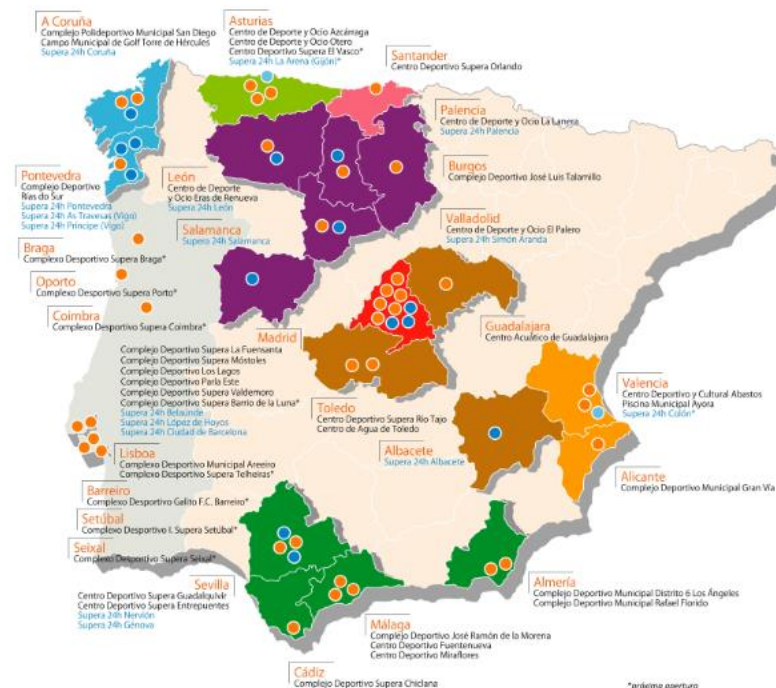 A Coruña
Complejo Polideportivo Municipal San Diego
Campo Municipal de Golf Torre de Hércules
Supera 24h Coruña
Asturias
Centro de Deporte y Ocio Azcárraga
Centro de Deporte y Ocio Otero
Centro Deportivo Supera El Vasco*
Supera 24h La Arena (Gijón)*
Santander
Centro Deportivo Supera Orlando
Palencia
Centro de Deporte y Ocio La Lanera
Supera 24h Palencia
Burgos
Complejo Deportivo José Luis Talamillo
Pontevedra
Complejo Deportivo
Rías do Sur
Supera 24h Pontevedra
Supera 24h As Travesas (Vigo)
Supera 24h Príncipe (Vigo)
León
Centro de Deporte
y Ocio Eras de Renueva
Supera 24h León
Valladolid
Centro de Deporte y Ocio El Palero
Supera 24h Simón Aranda
Salamanca
Supera 24h Salamanca
Braga
Complexo Desportivo Supera Braga*
Oporto
Complexo Desportivo Supera Porto*
Coimbra
Complexo Desportivo Supera Coimbra*
Madrid
Complejo Deportivo Supera La Fuensanta
Complejo Deportivo Supera Móstoles
Complejo Deportivo Los Lagos
Complejo Deportivo Parla Este
Complejo Deportivo Supera Valdemoro
Complejo Deportivo Supera Barrio de la Luna*
Supera 24h Belaúnde
Supera 24h López de Hoyos
Supera 24h Ciudad de Barcelona
Guadalajara
Centro Acuático de Guadalajara
Toledo
Centro Deportivo Supera Río Tajo
Centro de Agua de Toledo
Valencia
Centro Deportivo y Cultural Abastos
Piscina Municipal Ayora
Supera 24h Colón*
Albacete
Supera 24h Albacete
Alicante
Complejo Deportivo Municipal Gran Vía
Lisboa
Complexo Desportivo Municipal Areeiro
Complexo Desportivo Supera Telheiras*
Barreiro
Complexo Desportivo Galito F.C. Barreiro*
Setúbal
Complexo Desportivo I. Supera Setúbal*
Seixal
Complexo Desportivo Supera Seixal*
Sevilla
Centro Deportivo Supera Guadalquivir
Centro Deportivo Supera Entrepuentes
Supera 24h Nervión
Supera 24h Génova
Almería
Complejo Deportivo Municipal Distrito 6 Los Ángeles
Complejo Deportivo Municipal Rafael Florido
Málaga
Complejo Deportivo José Ramón de la Morena
Centro Deportivo Fuentenueva
Centro Deportivo Miraflores
Cádiz
Complejo Deportivo Supera Chiclana
*próxima apertura